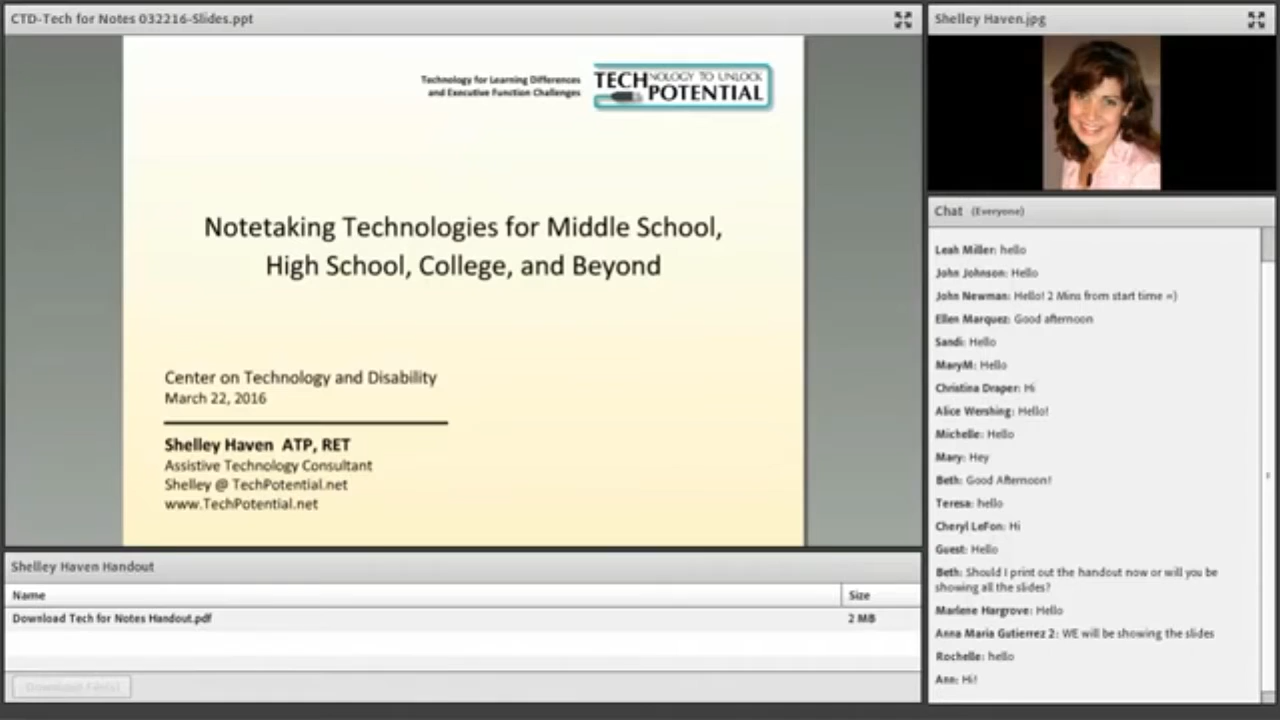 CTD-Tech for Notes 032216-Slides.ppt
Technology for Learning Differences
and Executive Function Challenges
TECHNOLOGY TO UNLOCK
POTENTIAL
Notetaking Technologies for Middle School,
High School, College, and Beyond
Center on Technology and Disability
March 22, 2016
Shelley Haven ATP, RET
Assistive Technology Consultant
Shelley @ TechPotential.net
www.TechPotential.net
Shelley Haven Handout
Name
Size
Download Tech for Notes Handout.pdf
2 MB
Download File(s)
Shelley Haven.jpg
Chat (Everyone)
Leah Miller: hello
John Johnson: Hello
John Newman: Hello! 2 Mins from start time =)
Ellen Marquez: Good afternoon
Sandi: Hello
MaryM: Hello
Christina Draper: Hi
Alice Wershing: Hello!
Michelle: Hello
Mary: Hey
Beth: Good Afternoon!
Teresa: hello
Cheryl LeFon: Hi
Guest: Hello
Beth: Should I print out the handout now or will you be
showing all the slides?
Marlene Hargrove: Hello
Anna Maria Gutierrez 2: WE will be showing the slides
Rochelle: hello
Ann: Hi!